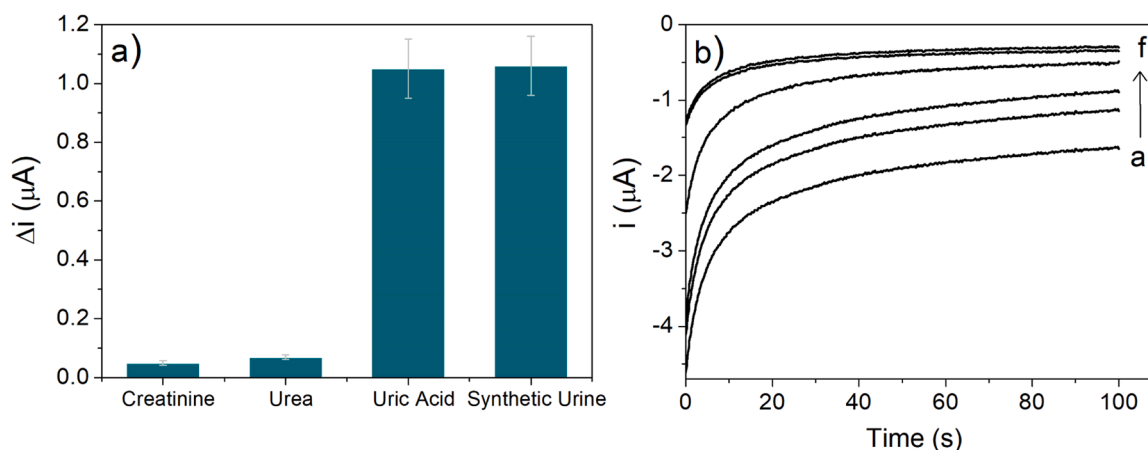 a)
1.2
1.0
0.8
0.6
0.4
0.2
0.0
Δi (µA)
Creatinine Urea Uric Acid Synthetic Urine
b)
0
-1
-2
-3
-4
i (µA)
f
a
0 20 40 60 80 100
Time (s)